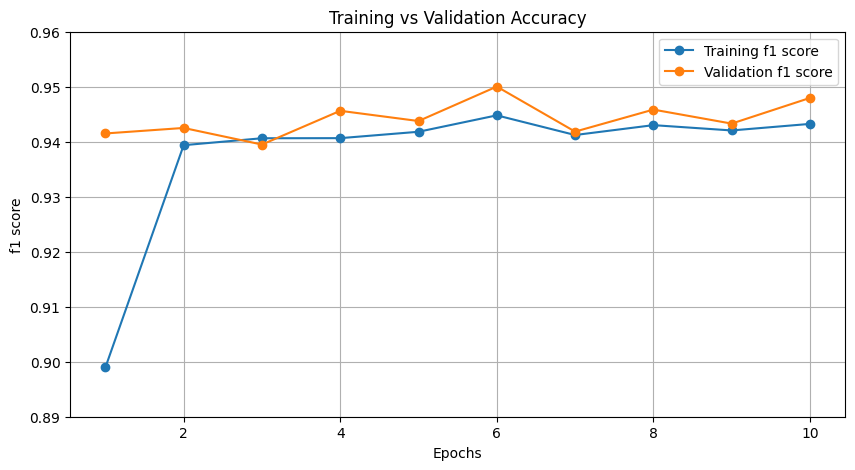 Training vs Validation Accuracy
0.96
0.95
0.94
0.93
0.92
0.91
0.90
0.89
f1 score
Training f1 score
Validation f1 score
2 4 6 8 10
Epochs